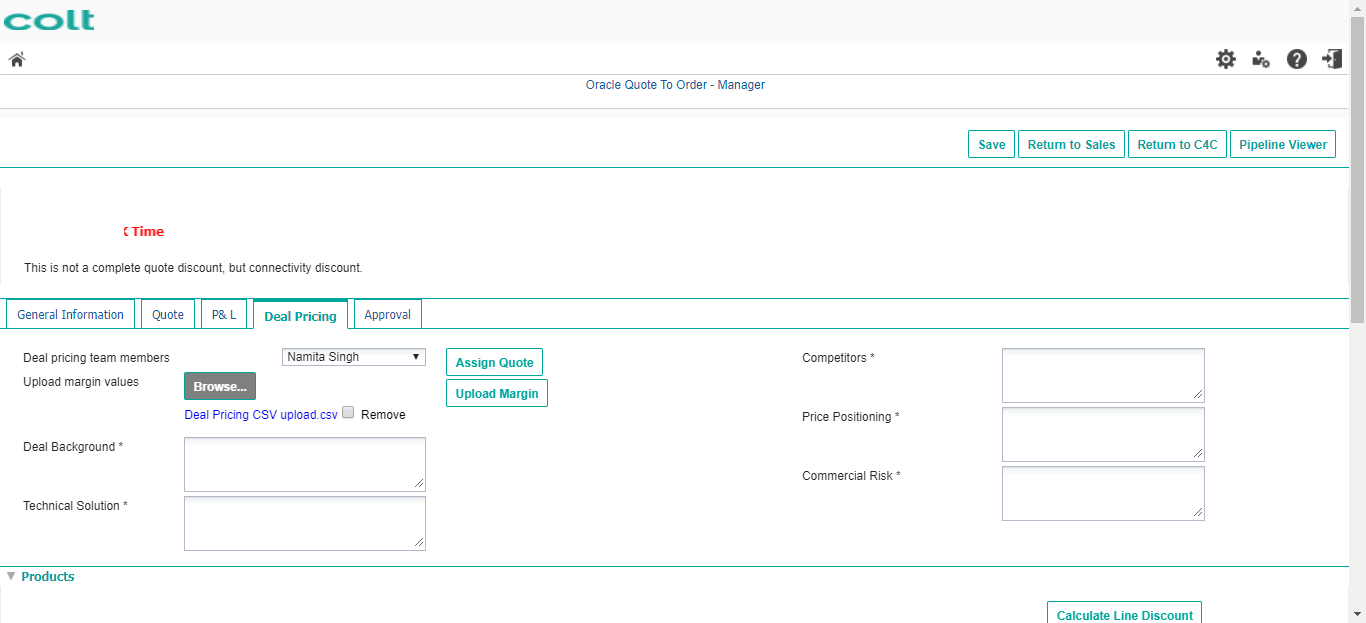 colt
Oracle Quote To Order - Manager
Save Return to Sales Return to C4C Pipeline Viewer
Time
This is not a complete quote discount, but connectivity discount.
General Information Quote P& L Deal Pricing Approval
Deal pricing team members Namita Singh Assign Quote Competitors *
Upload margin values Browse... Upload Margin
Deal Pricing CSV upload.csv Remove
Price Positioning *
Deal Background *
Commercial Risk *
Technical Solution *
Products
Calculate Line Discount